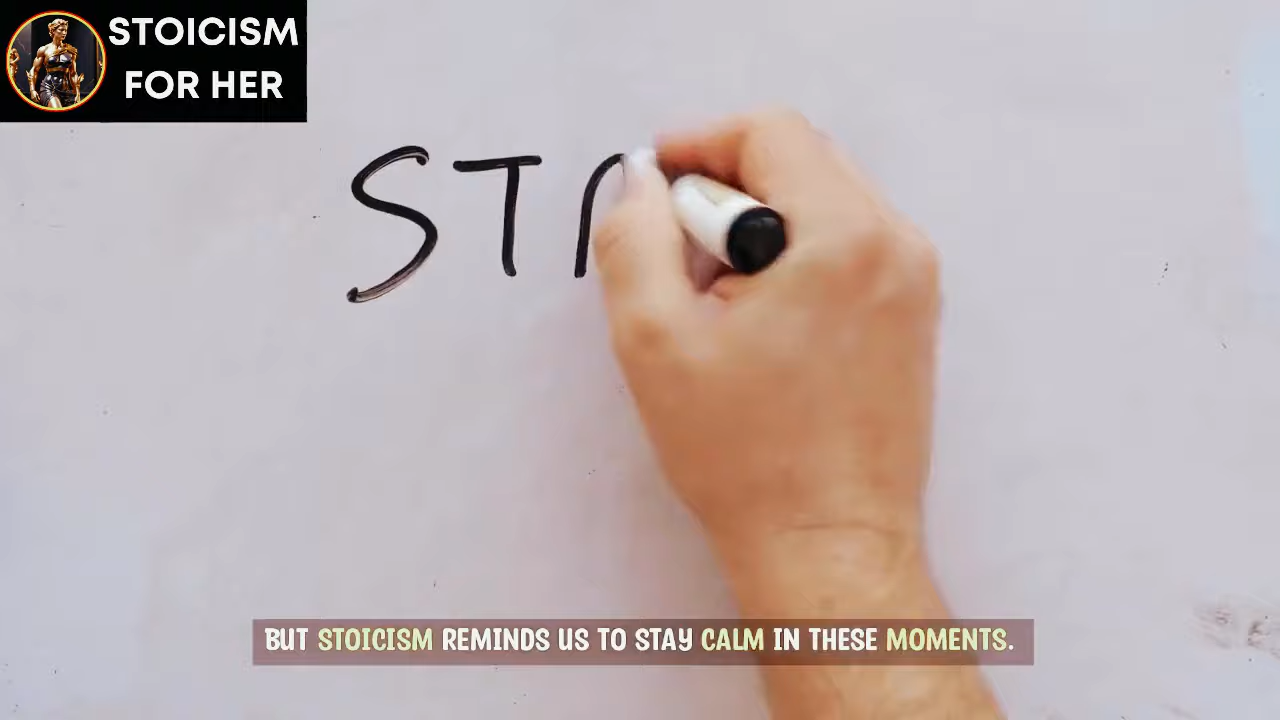 STOICISM
FOR HER
ST
BUT STOICISM REMINDS US TO STAY CALM IN THESE MOMENTS.